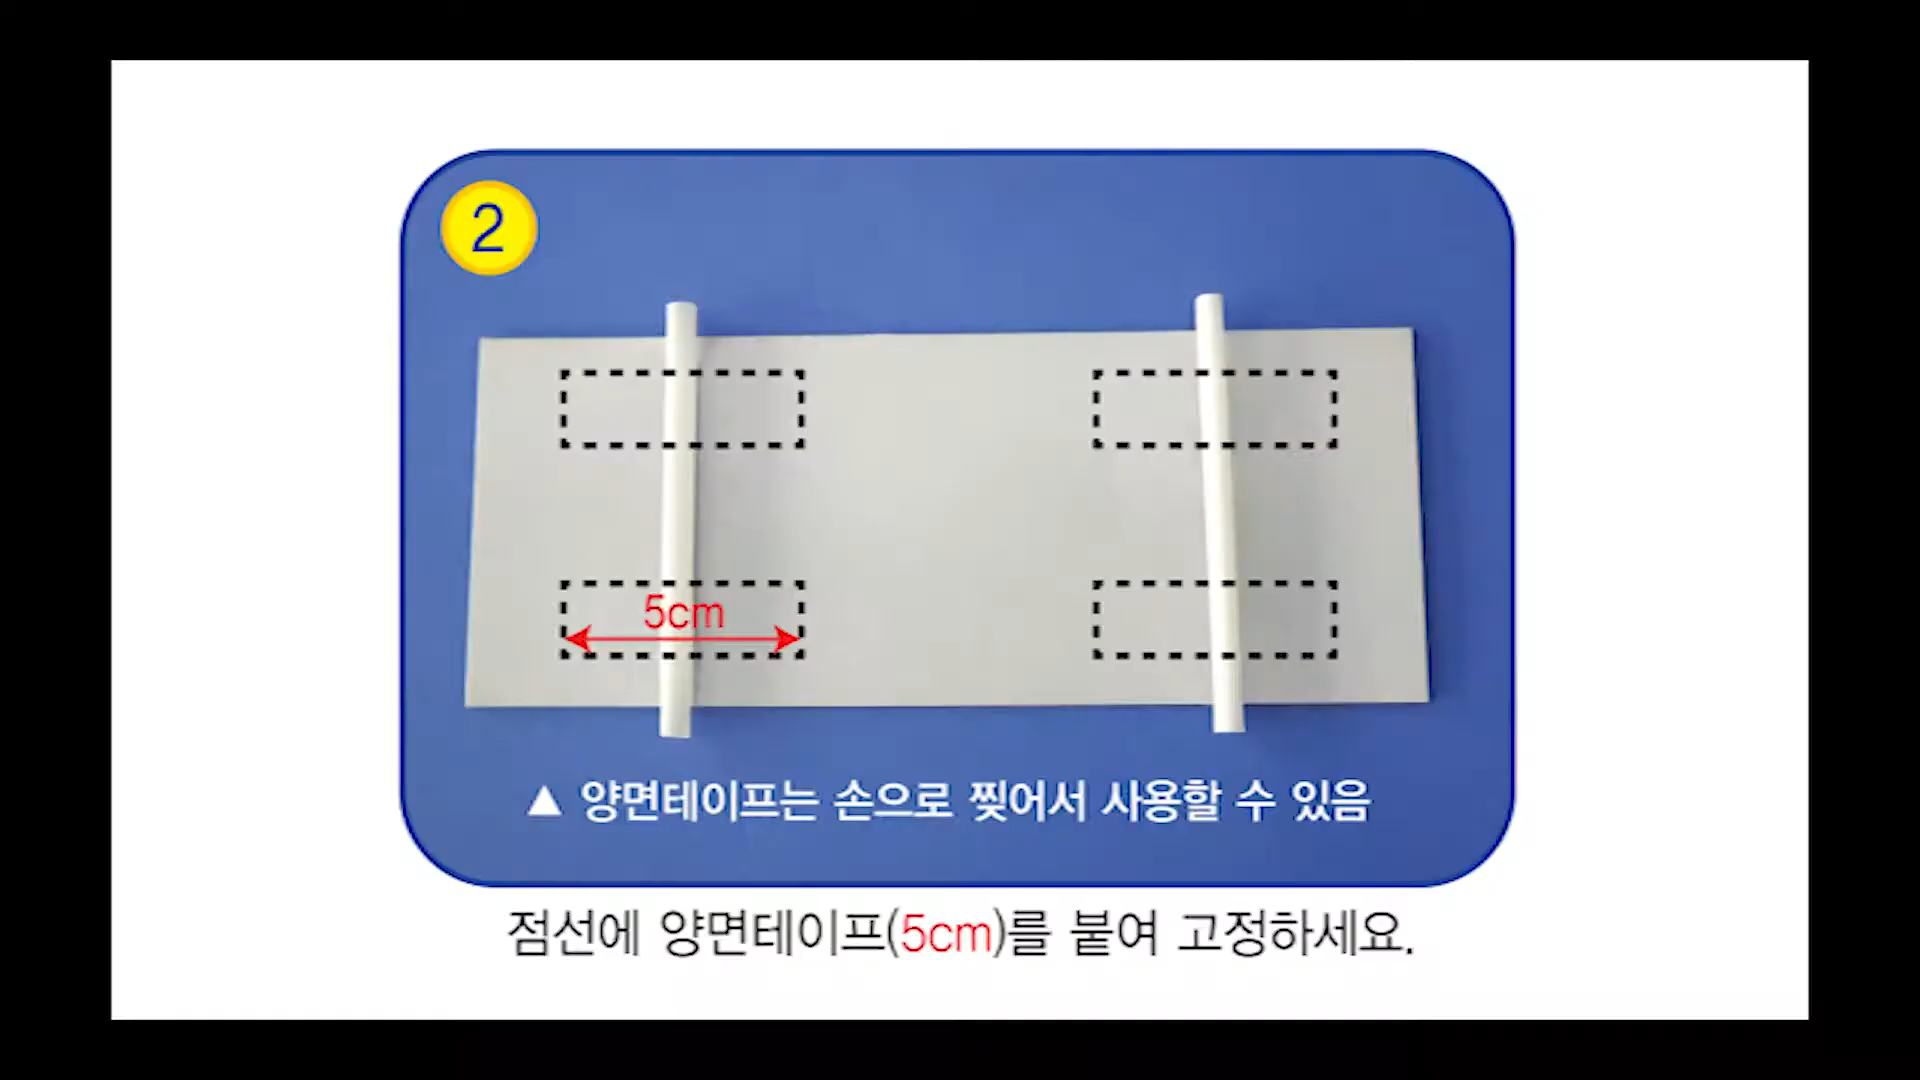 2
5cm
▲ 양면테이프는 손으로 찢어서 사용할 수 있음
점선에 양면테이프(5cm)를 붙여 고정하세요.